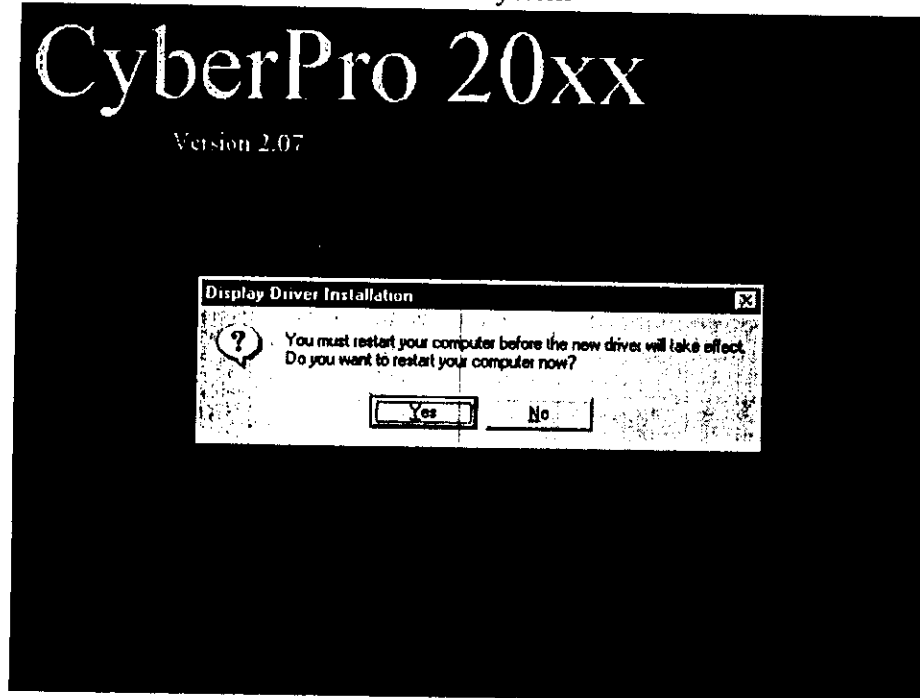 CyberPro 20xx
Version 2.07
Display Driver Installation
You must restart your computer before the new driver will take effect.
Do you want to restart your computer now?
Yes No